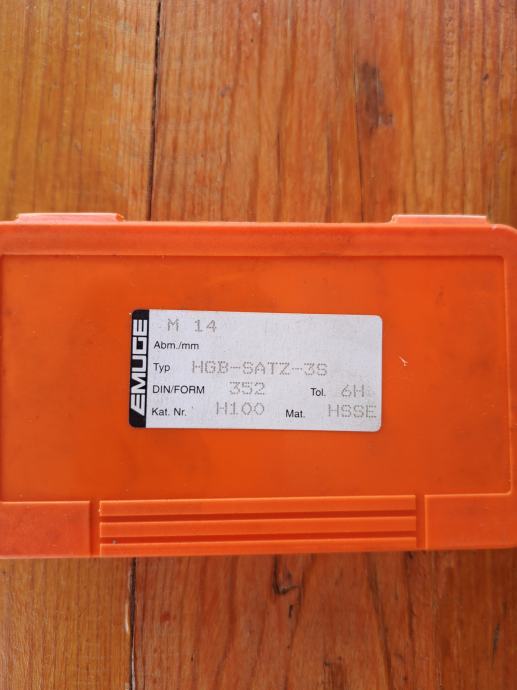 EMUGE
M 14
Abm./mm
Typ HGB-SATZ-3S
DIN/FORM 352 Tol. 6H
Kat. Nr. H100 Mat. HSSE